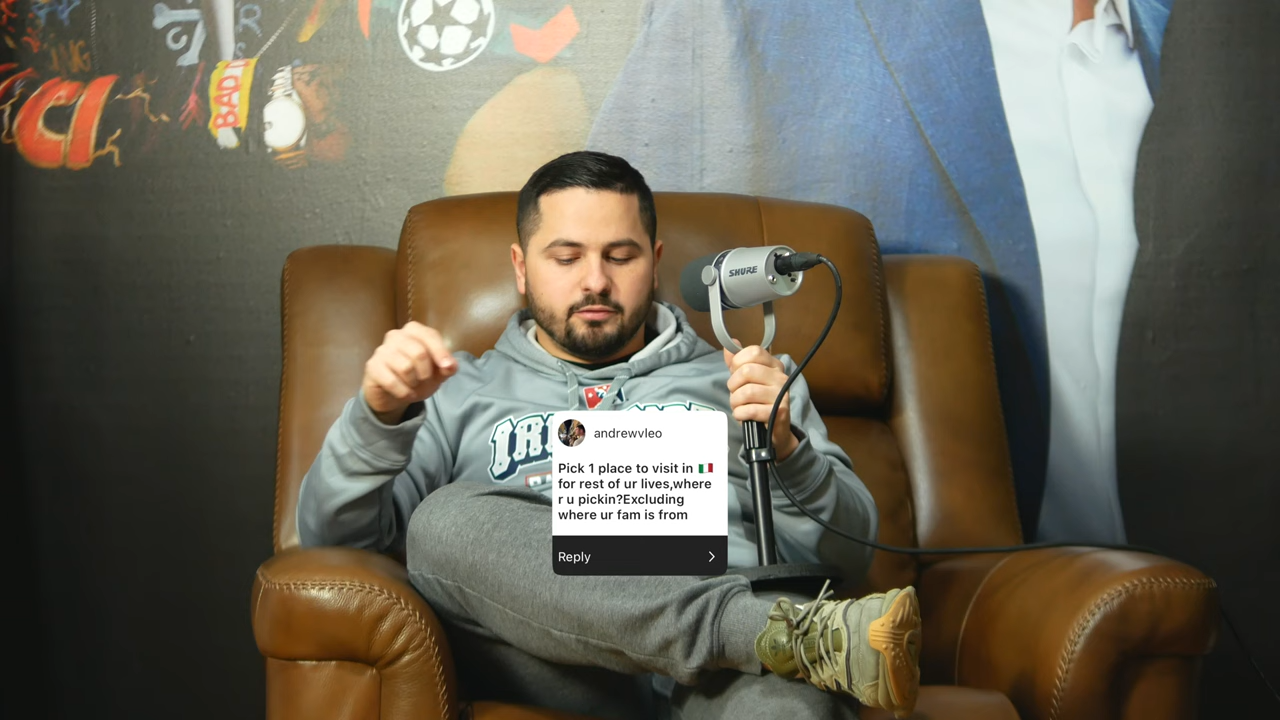 BAD
SHURE
andrewvleo
Pick 1 place to visit in 🇮🇹
for rest of ur lives,where
r u pickin?Excluding
where ur fam is from
Reply